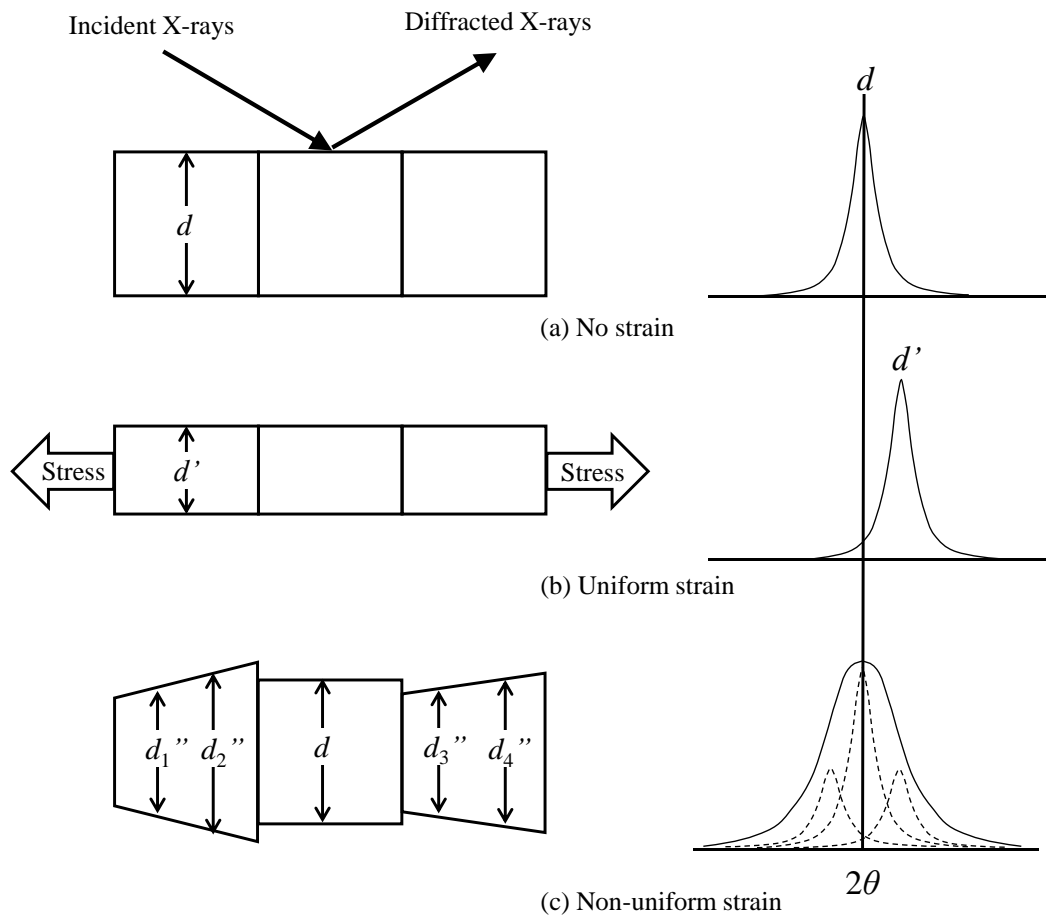 Incident X-rays
Diffracted X-rays
d
d
(a) No strain
d’
Stress
d’
Stress
(b) Uniform strain
d1’’
d2’’
d
d3’’
d4’’
2θ
(c) Non-uniform strain